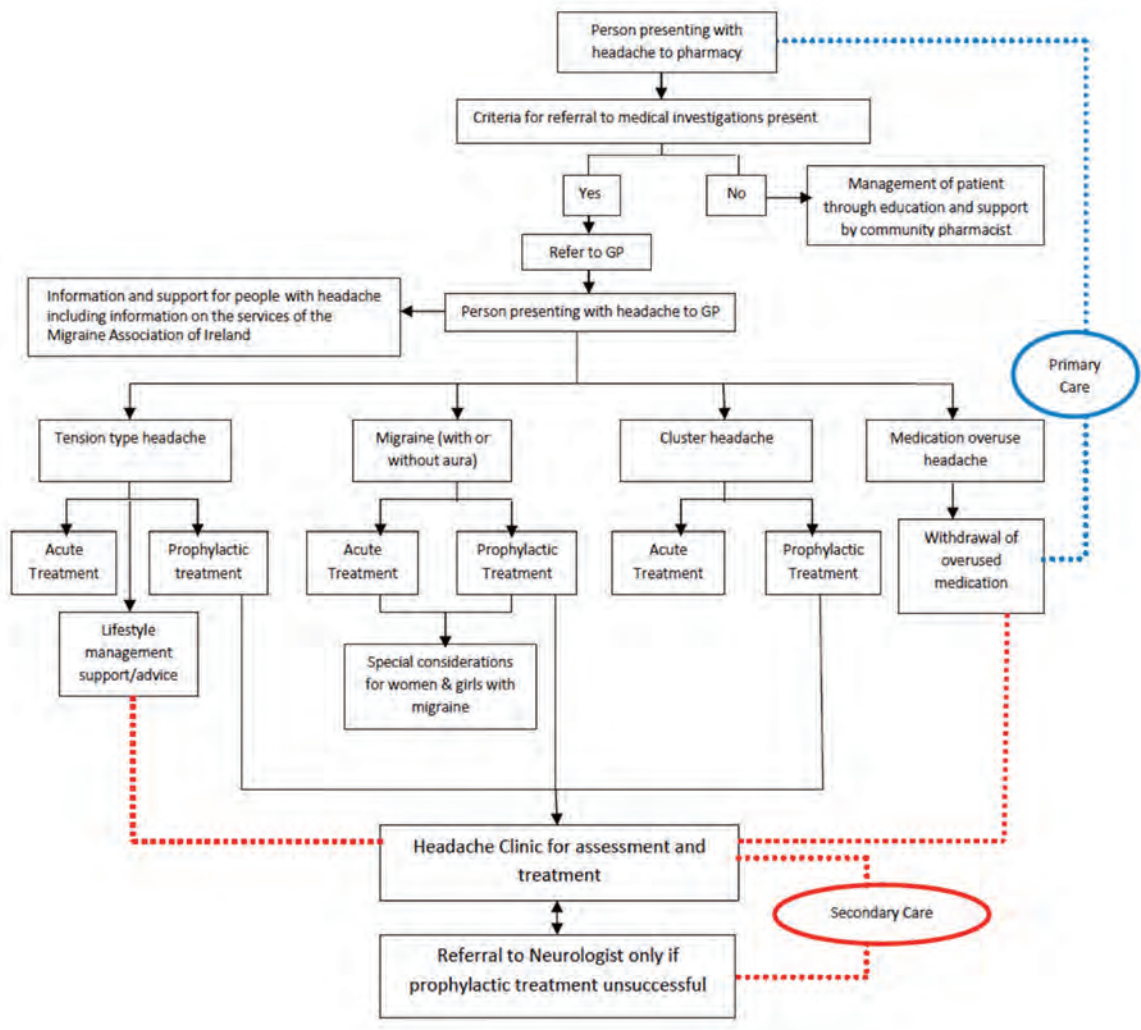 Person presenting with
headache to pharmacy
Criteria for referral to medical investigations present
Yes
No
Management of patient
through education and support
by community pharmacist
Refer to GP
Information and support for people with headache
including information on the services of the
Migraine Association of Ireland
Person presenting with headache to GP
Primary
Care
Tension type headache
Migraine (with or
without aura)
Cluster headache
Medication overuse
headache
Acute
Treatment
Prophylactic
treatment
Acute
Treatment
Prophylactic
Treatment
Acute
Treatment
Prophylactic
Treatment
Withdrawal of
overused
medication
Lifestyle
management
support/advice
Special considerations
for women & girls with
migraine
Headache Clinic for assessment and
treatment
Secondary Care
Referral to Neurologist only if
prophylactic treatment unsuccessful